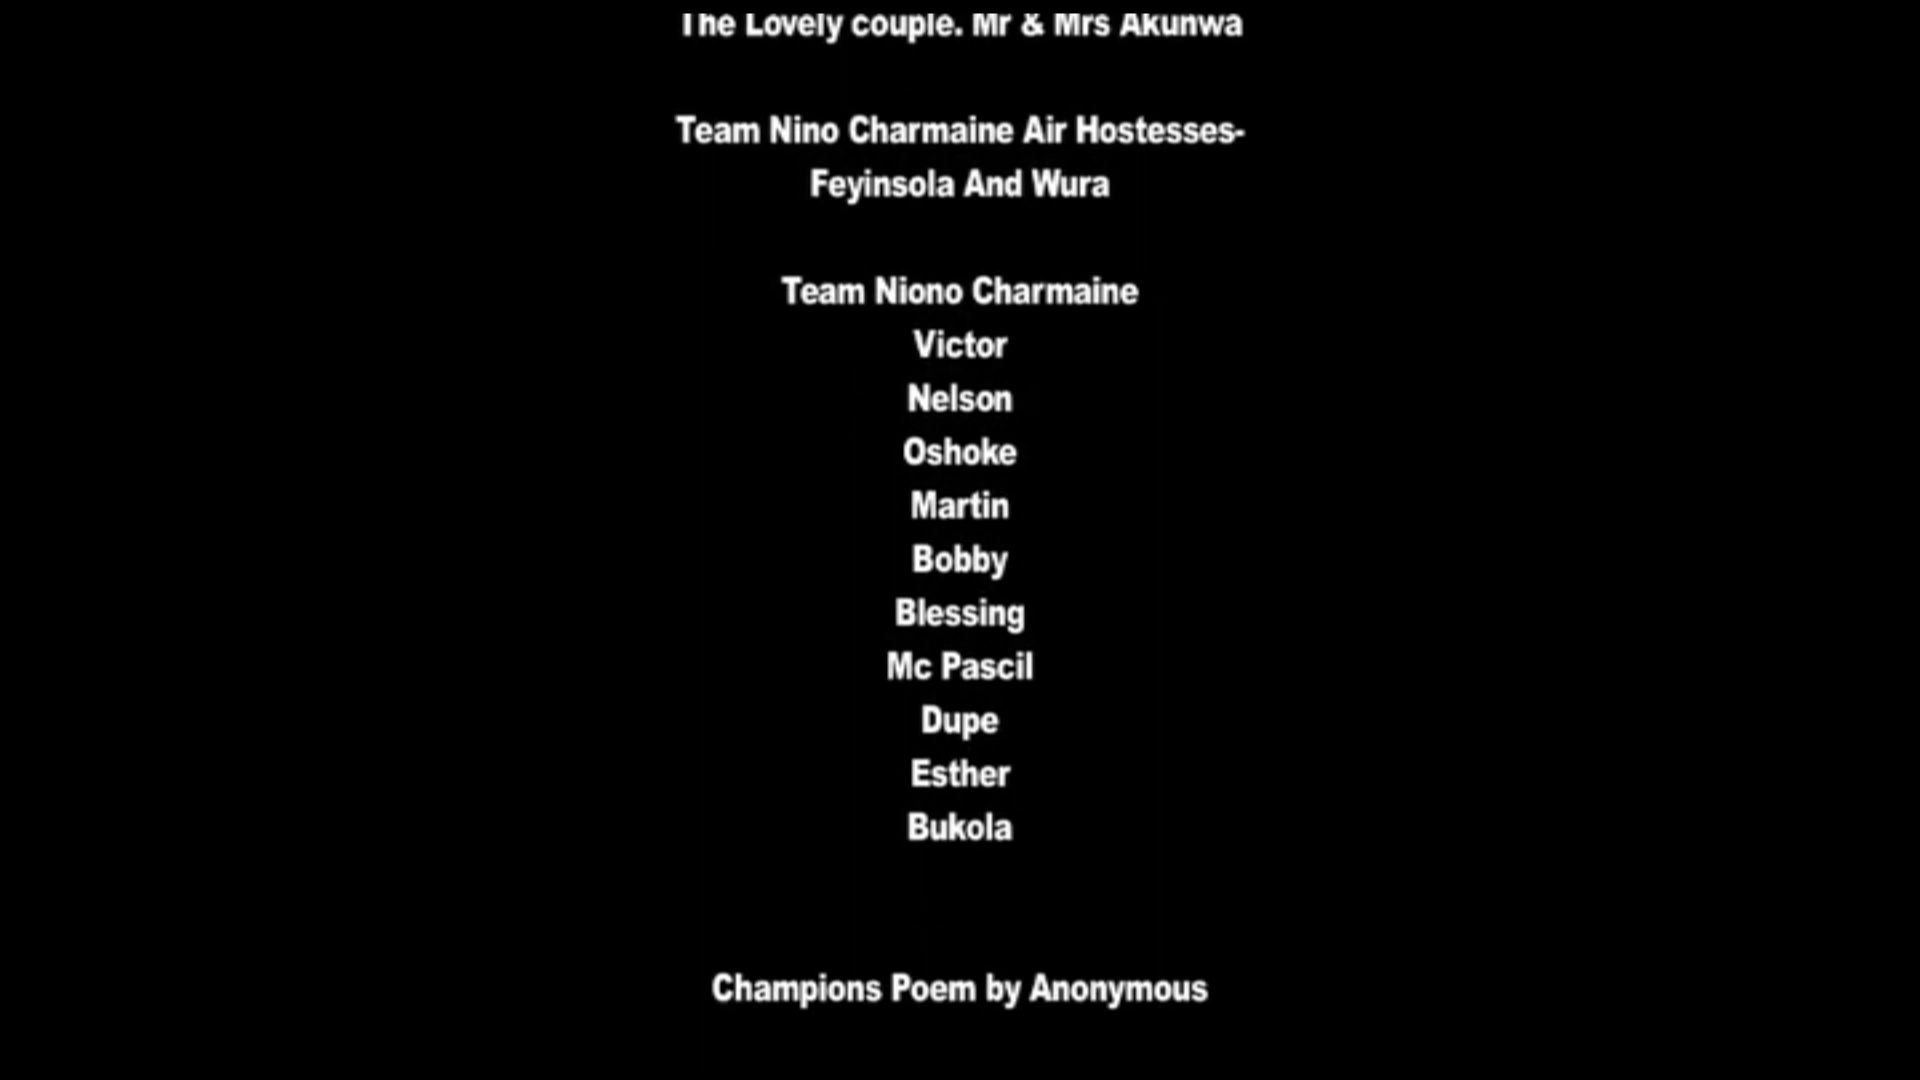 The Lovely couple. Mr & Mrs Akunwa
Team Nino Charmaine Air Hostesses-
Feyinsola And Wura
Team Niono Charmaine
Victor
Nelson
Oshoke
Martin
Bobby
Blessing
Mc Pascil
Dupe
Esther
Bukola
Champions Poem by Anonymous